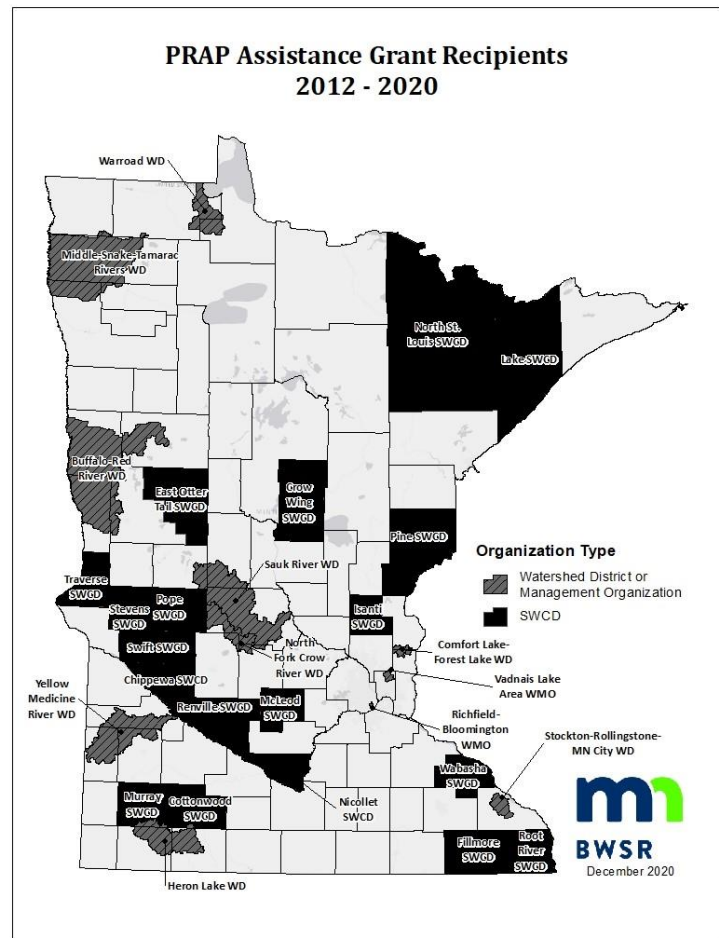 PRAP Assistance Grant Recipients
2012 - 2020
Warroad WD
Middle-Snake-Tamarac
Rivers WD
North St.
Louis SWCD
Lake SWCD
Buffalo-Red
River WD
East Otter
Tail SWCD
Crow
Wing
SWCD
Pine SWCD
Organization Type
Watershed District or
Management Organization
SWCD
Traverse
SWCD
Sauk River WD
Stevens
SWCD
Pope
SWCD
Isanti
SWCD
Swift SWCD
North
Fork Crow
River WD
Comfort Lake-
Forest Lake WD
Chippewa SWCD
Vadnais Lake
Area WMO
Yellow
Medicine
River WD
Renville SWCD
McLeod
SWCD
Richfield-
Bloomington
WMO
Stockton-Rollingstone-
MN City WD
Wabasha
SWCD
Murray
SWCD
Cottonwood
SWCD
Nicollet
SWCD
Fillmore
SWCD
Root
River
SWCD
Heron Lake WD
mn
BWSR
December 2020